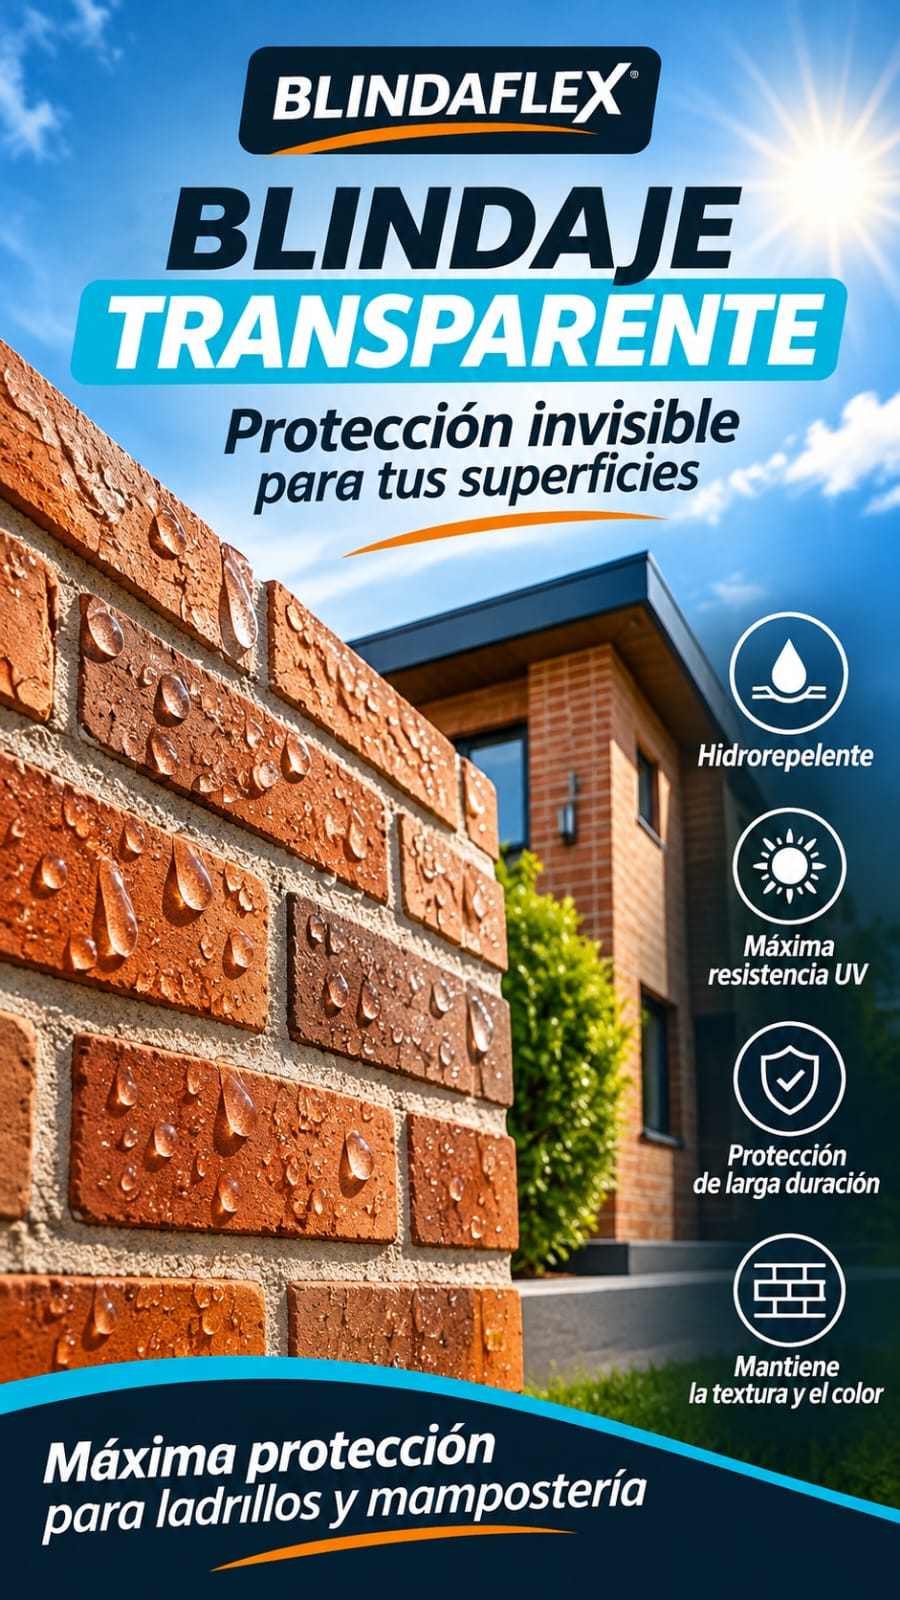 BLINDAFLEX®
BLINDAJE
TRANSPARENTE
Protección invisible
para tus superficies
Hidrorepelente
Máxima
resistencia UV
Protección
de larga duración
Mantiene
la textura y el color
Máxima protección
para ladrillos y mampostería